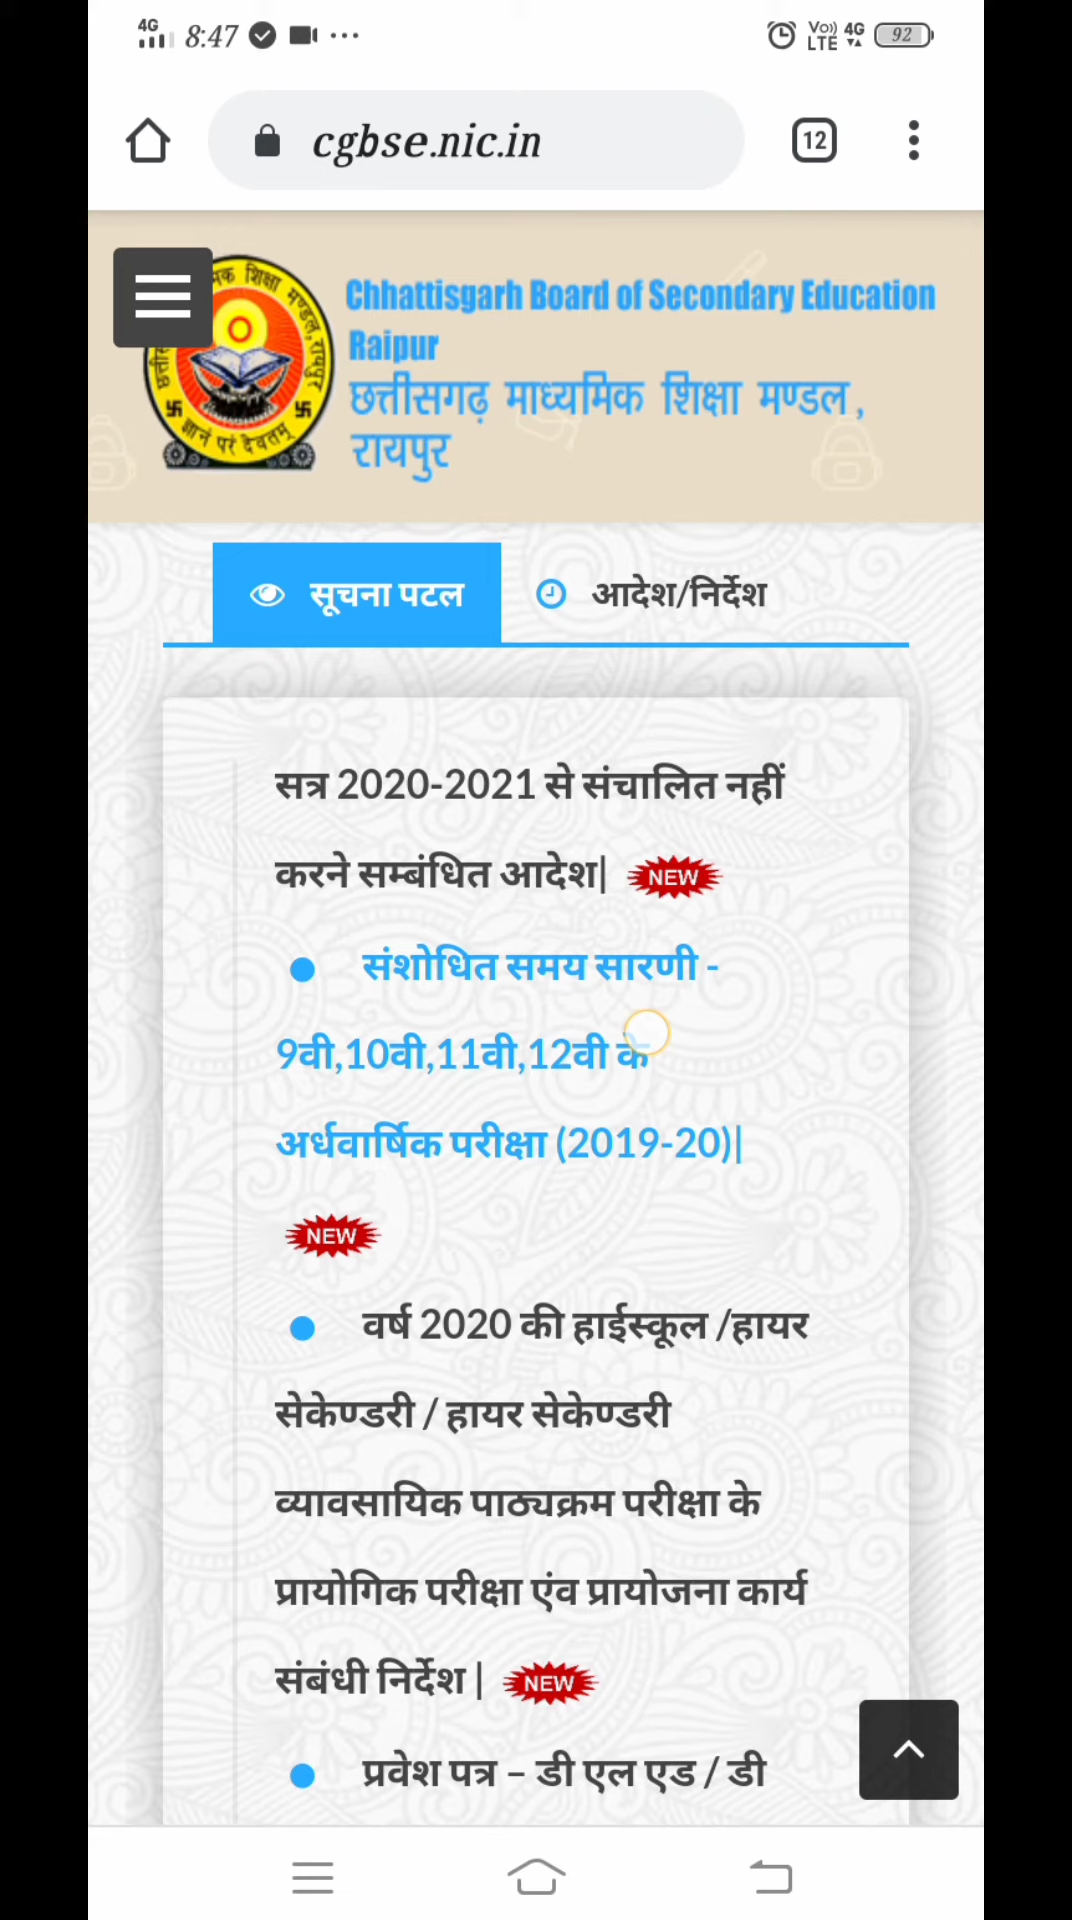 4G 8:47 Vo)) LTE 4G 92
cgbse.nic.in 12
Chhattisgarh Board of Secondary Education
Raipur
छत्तीसगढ़ माध्यमिक शिक्षा मण्डल,
रायपुर
ज्ञानं परं दैवतम्
सूचना पटल आदेश/निर्देश
सत्र 2020-2021 से संचालित नहीं
करने सम्बंधित आदेश| NEW
संशोधित समय सारणी -
9वी,10वी,11वी,12वी के
अर्धवार्षिक परीक्षा (2019-20)|
NEW
वर्ष 2020 की हाईस्कूल /हायर
सेकेण्डरी / हायर सेकेण्डरी
व्यावसायिक पाठ्यक्रम परीक्षा के
प्रायोगिक परीक्षा एंव प्रायोजना कार्य
संबंधी निर्देश | NEW
प्रवेश पत्र – डी एल एड / डी